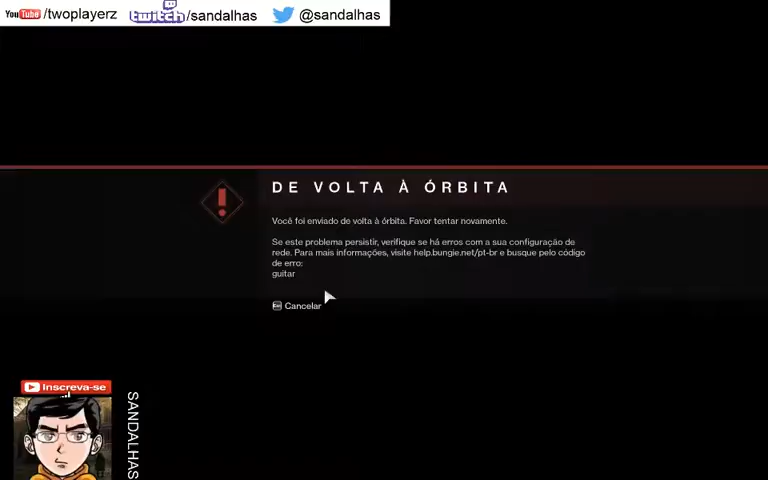 YouTube /twoplayerz twitch /sandalhas @sandalhas
DE VOLTA À ÓRBITA
Você foi enviado de volta à órbita. Favor tentar novamente.
Se este problema persistir, verifique se há erros com a sua configuração de
rede. Para mais informações, visite help.bungie.net/pt-br e busque pelo código
de erro:
guitar
Esc Cancelar
Inscreva-se
SANDALHAS